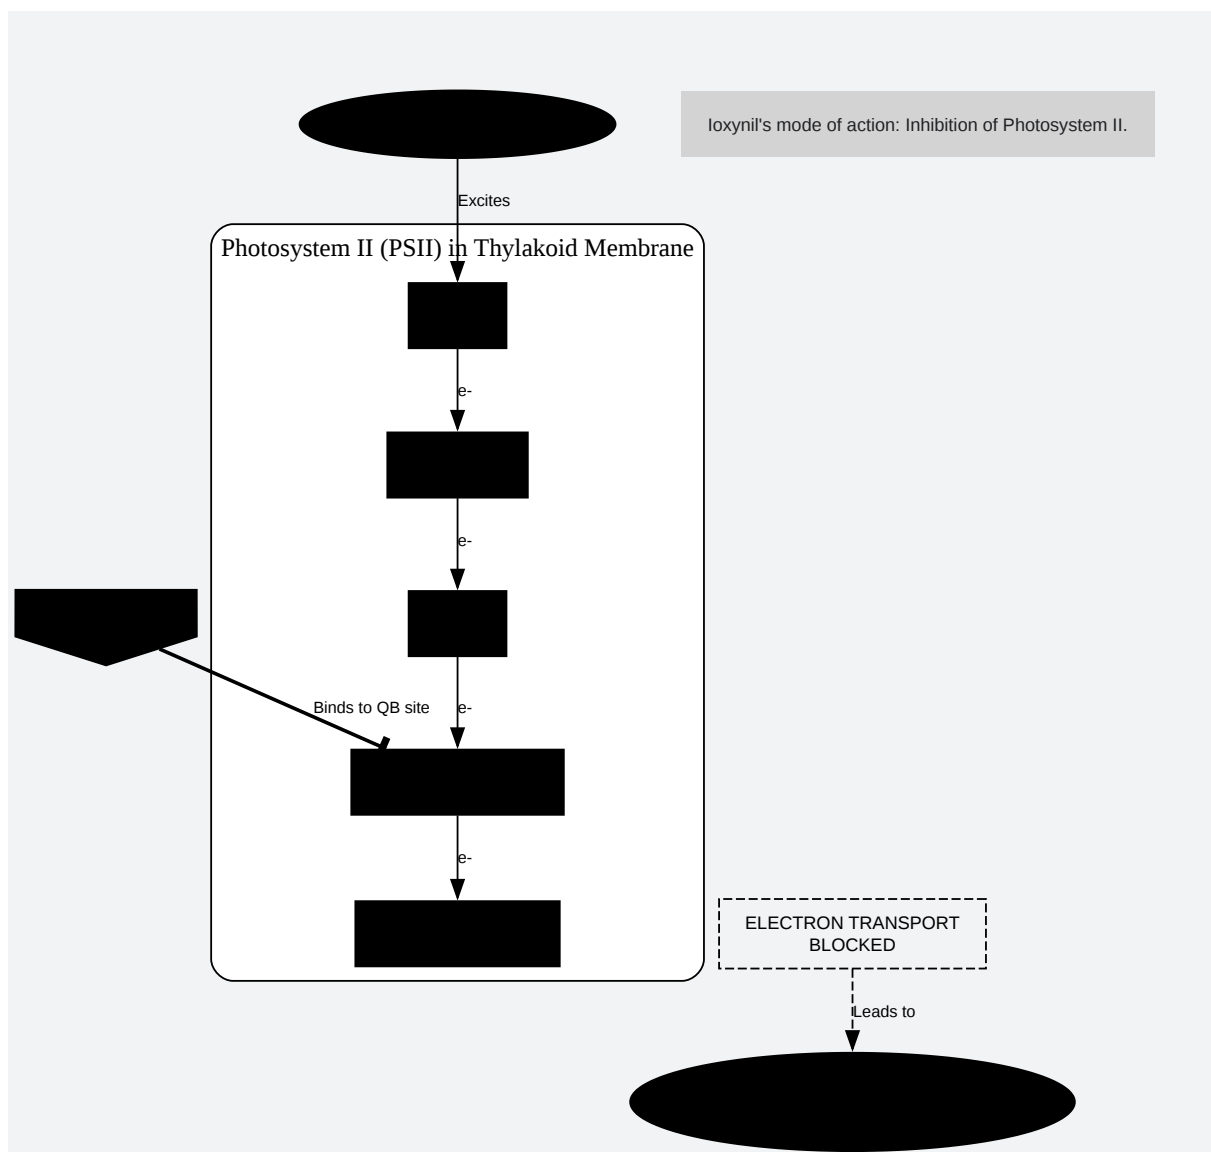 Ioxynil's mode of action: Inhibition of Photosystem II.
Excites
Photosystem II (PSII) in Thylakoid Membrane
e-
e-
Binds to QB site
e-
e-
ELECTRON TRANSPORT
BLOCKED
Leads to